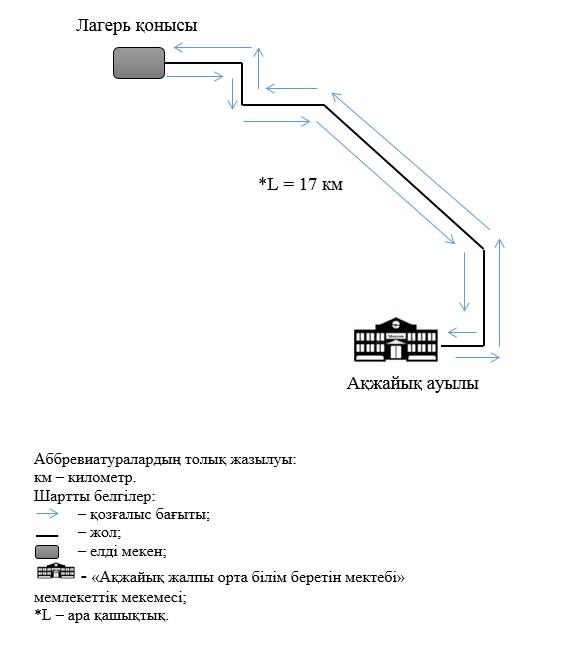 Лагерь қонысы
*L = 17 км
Ақжайық ауылы
Аббревиатуралардың толық жазылуы:
км – километр.
Шартты белгілер:
– қозғалыс бағыты;
– жол;
– елді мекен;
- «Ақжайық жалпы орта білім беретін мектебі»
мемлекеттік мекемесі;
*L – ара қашықтық.